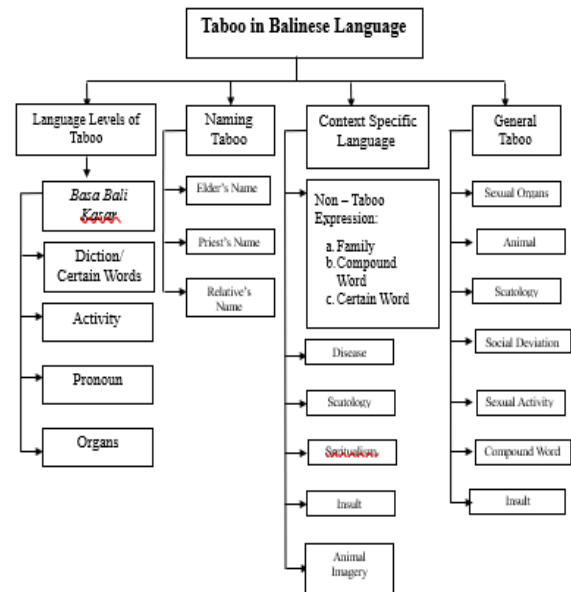 Taboo in Balinese Language
Language Levels of
Taboo
Basa Bali
Kasar
Diction/
Certain Words
Activity
Pronoun
Organs
Naming
Taboo
Elder's Name
Priest's Name
Relative's
Name
Context Specific
Language
Non – Taboo
Expression:
a. Family
b. Compound
Word
c. Certain Word
Disease
Scutology
Insult
Animal
Imagery
General
Taboo
Sexual Organs
Animal
Scatology
Social Deviation
Sexual Activity
Compound Word
Insult